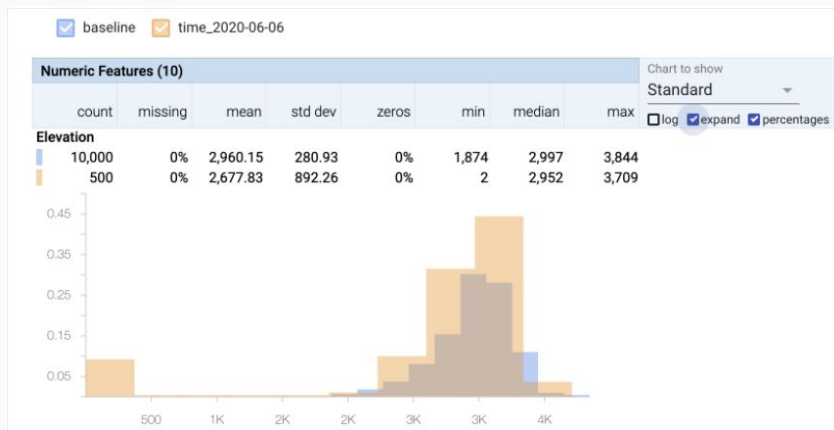 baseline time_2020-06-06
Numeric Features (10)
Chart to show
Standard
count missing mean std dev zeros min median max
log expand percentages
Elevation
10,000 0% 2,960.15 280.93 0% 1,874 2,997 3,844
500 0% 2,677.83 892.26 0% 2 2,952 3,709
0.45
0.35
0.25
0.15
0.05
500 1K 2K 2K 3K 3K 4K